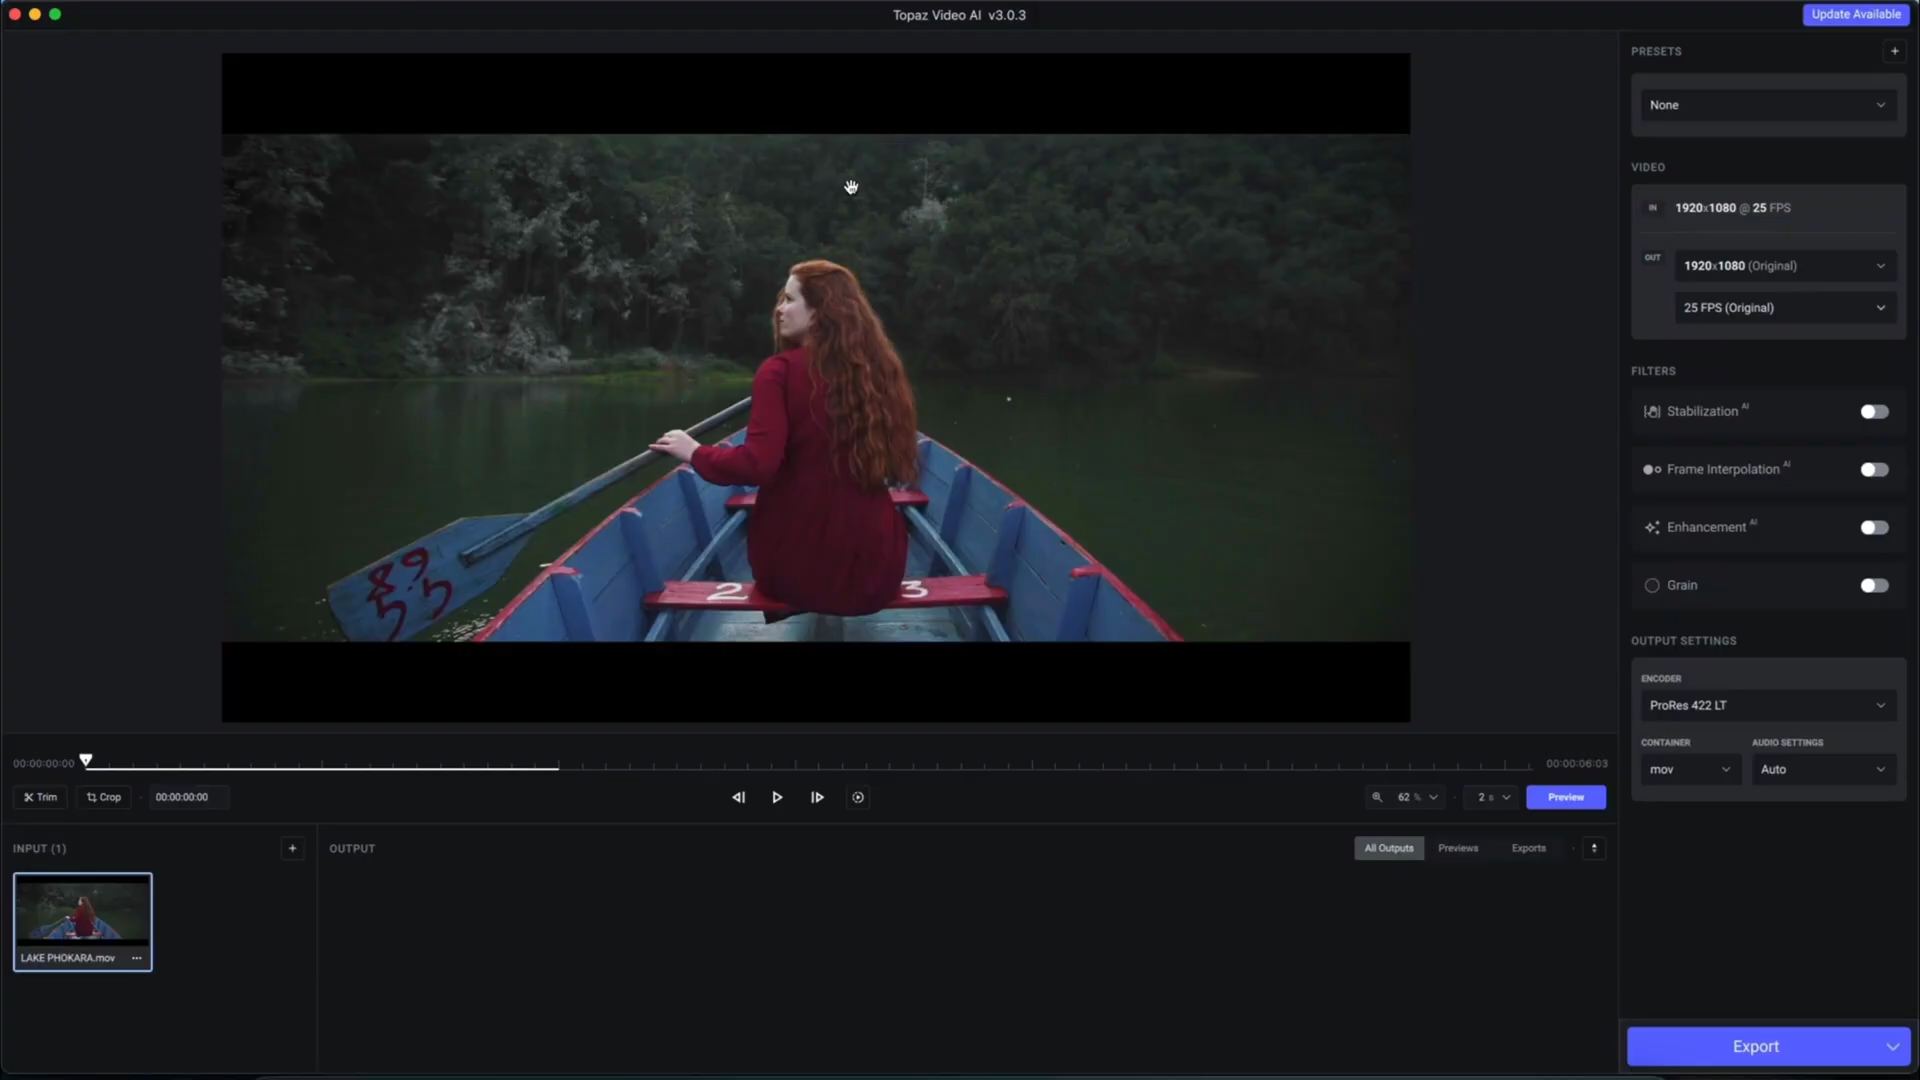 Topaz Video AI v3.0.3
Update Available
PRESETS
None
VIDEO
IN 1920x1080 @ 25 FPS
OUT 1920x1080 (Original)
25 FPS (Original)
FILTERS
Stabilization AI
Frame Interpolation AI
Enhancement AI
Grain
OUTPUT SETTINGS
ENCODER
ProRes 422 LT
CONTAINER AUDIO SETTINGS
mov Auto
89
55
2 3
00:00:00:00 00:00:06:03
Trim Crop 00:00:00:00 62 % 2 s Preview
INPUT (1) OUTPUT All Outputs Previews Exports
LAKE PHOKARA.mov
Export